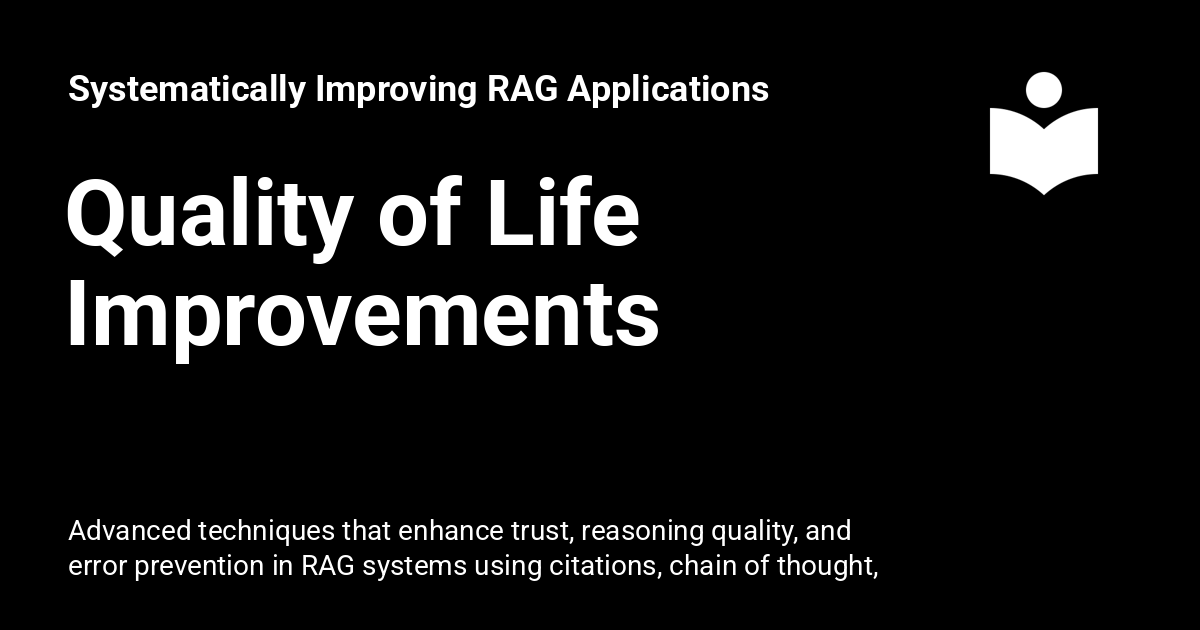 Systematically Improving RAG Applications
Quality of Life
Improvements
Advanced techniques that enhance trust, reasoning quality, and
error prevention in RAG systems using citations, chain of thought,